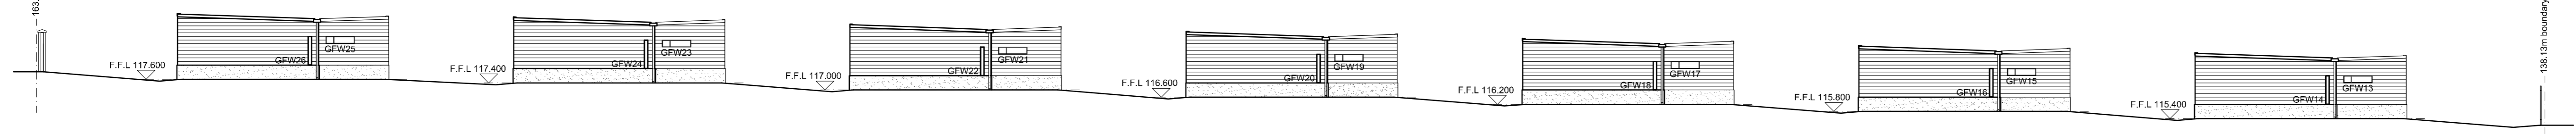 163.
F.F.L 117.600
GFW26
GFW25
F.F.L 117.400
GFW24
GFW23
F.F.L 117.000
GFW22
GFW21
F.F.L 116.600
GFW20
GFW19
F.F.L 116.200
GFW18
GFW17
F.F.L 115.800
GFW16
GFW15
F.F.L 115.400
GFW14
GFW13
138.13m boundary